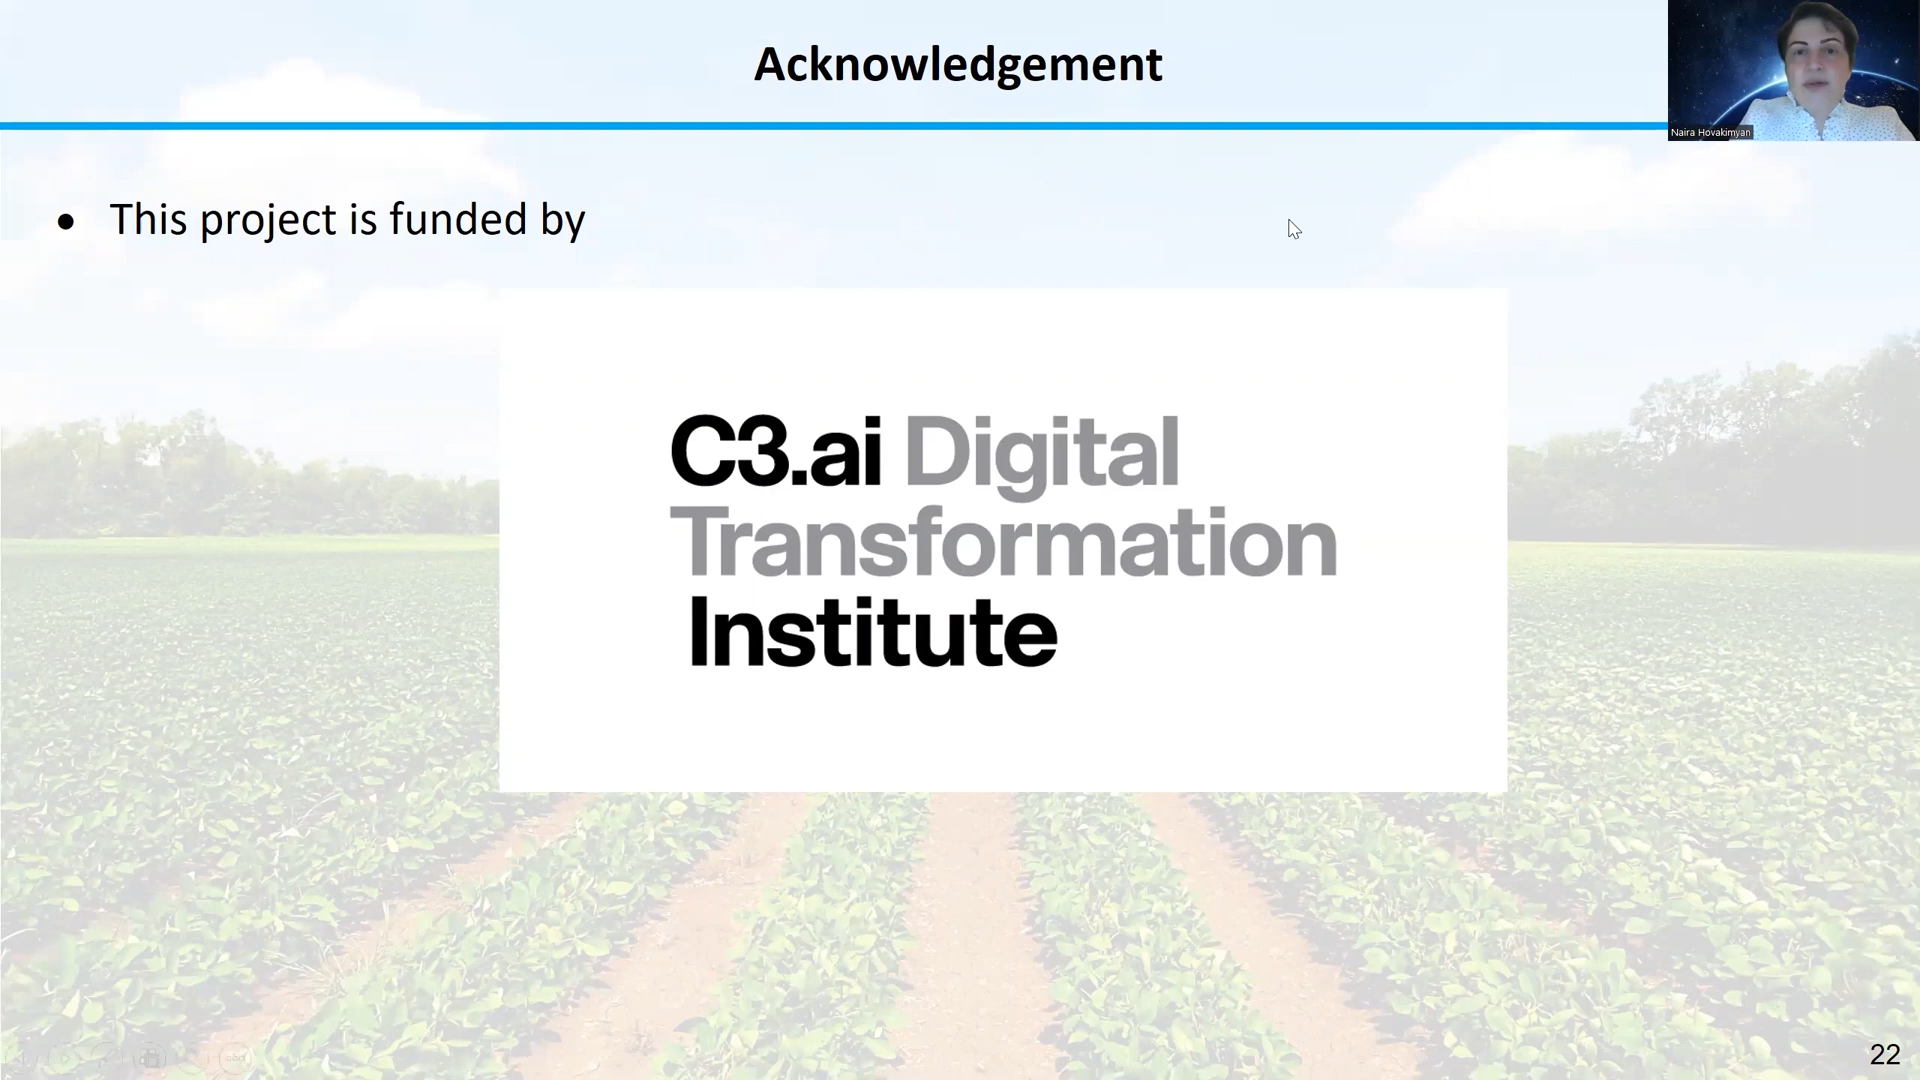 Acknowledgement
Naira Hovakimyan
• This project is funded by
C3.ai Digital
Transformation
Institute
22